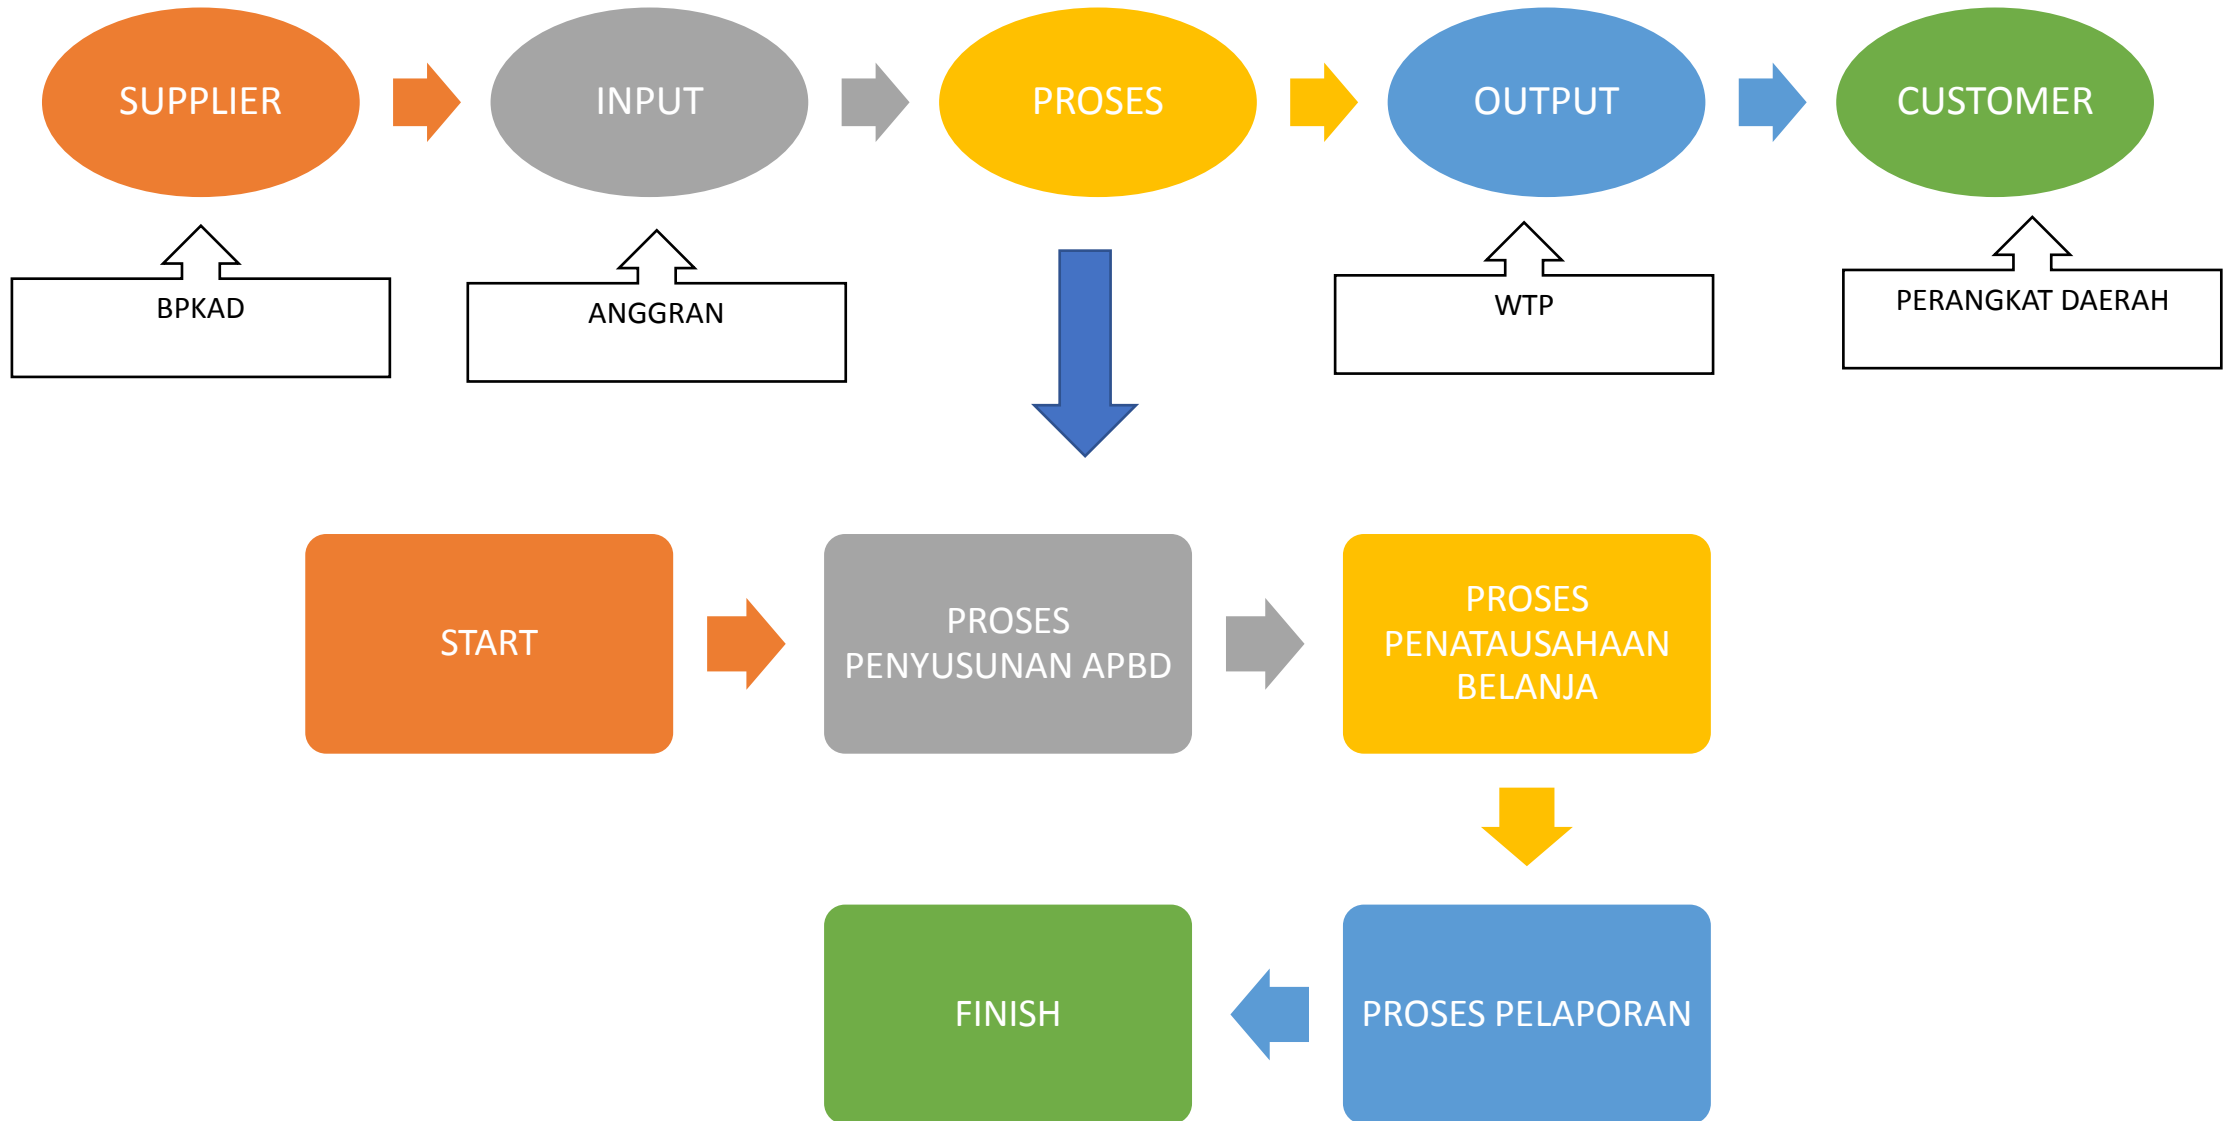 SUPPLIER
INPUT
PROSES
OUTPUT
CUSTOMER
BPKAD
ANGGRAN
WTP
PERANGKAT DAERAH
START
PROSES
PENYUSUNAN APBD
PROSES
PENATAUSAHAAN
BELANJA
FINISH
PROSES PELAPORAN